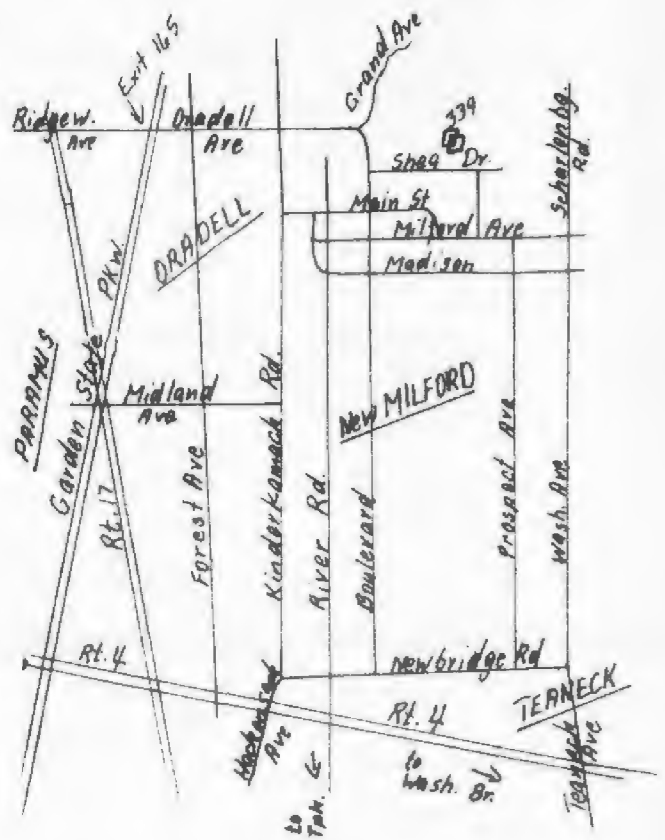 Exit 165
Grand Ave
Ridgew. Ave
Oradell Ave
339
Shea Dr.
Scharlenbg. Rd.
Main St
Milford Ave
Madison
ORADELL
PKW.
PARAMUS
Garden State
Midland Ave
Rd.
New MILFORD
Rt. 17
Forest Ave
Kinderkamack
River Rd.
Boulevard
Prospect Ave
Wash. Ave
Rt. 4
Newbridge Rd
TEANECK
Hackensack Ave
Rt. 4
to Wash. Br.
Teaneck Ave
to Tpk.